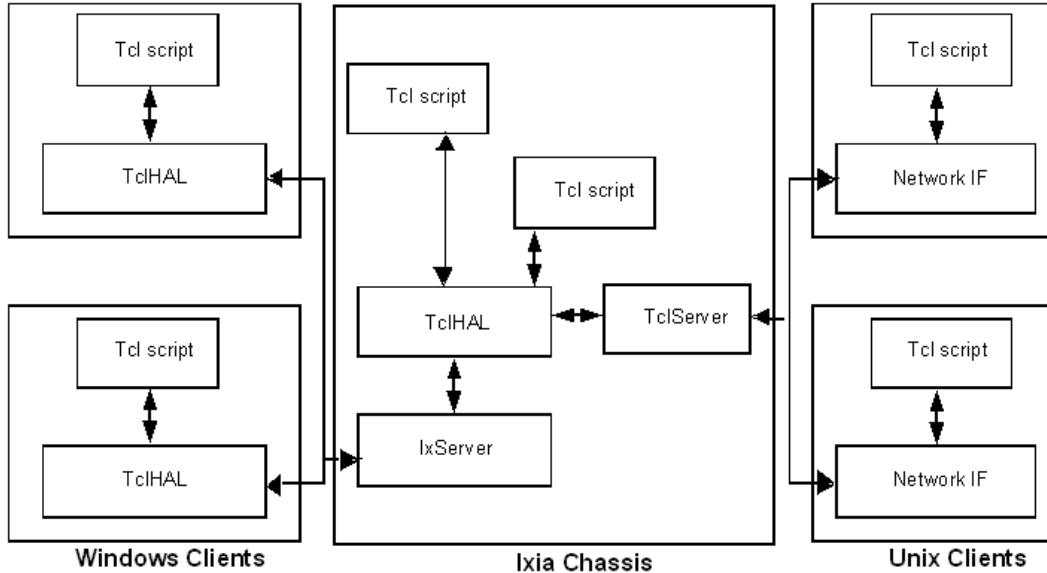 Tcl script
TclHAL
Tcl script
TclHAL
Windows Clients
Tcl script
Tcl script
TclHAL
TclServer
IxServer
Ixia Chassis
Tcl script
Network IF
Tcl script
Network IF
Unix Clients